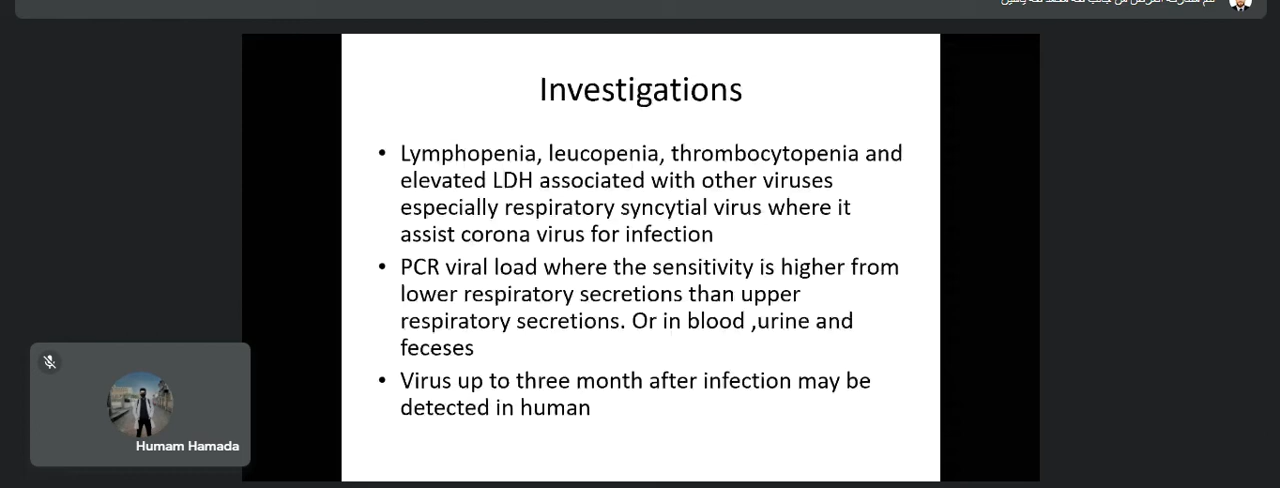 Investigations
• Lymphopenia, leucopenia, thrombocytopenia and
elevated LDH associated with other viruses
especially respiratory syncytial virus where it
assist corona virus for infection
• PCR viral load where the sensitivity is higher from
lower respiratory secretions than upper
respiratory secretions. Or in blood ,urine and
feceses
• Virus up to three month after infection may be
detected in human
Humam Hamada